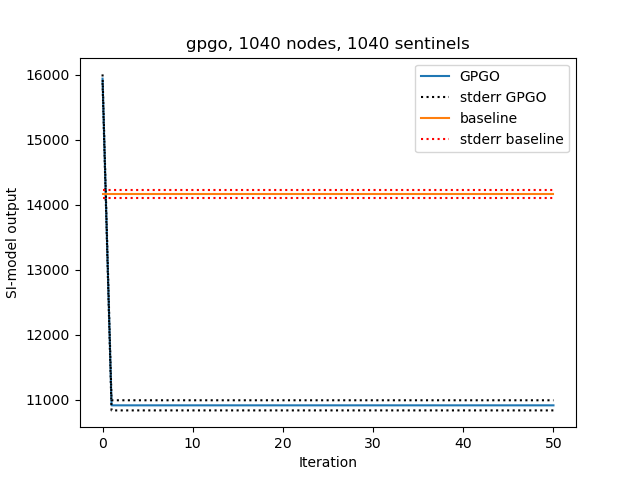 gpgo, 1040 nodes, 1040 sentinels
16000
15000
14000
13000
12000
11000
SI-model output
GPGO
stderr GPGO
baseline
stderr baseline
0 10 20 30 40 50
Iteration